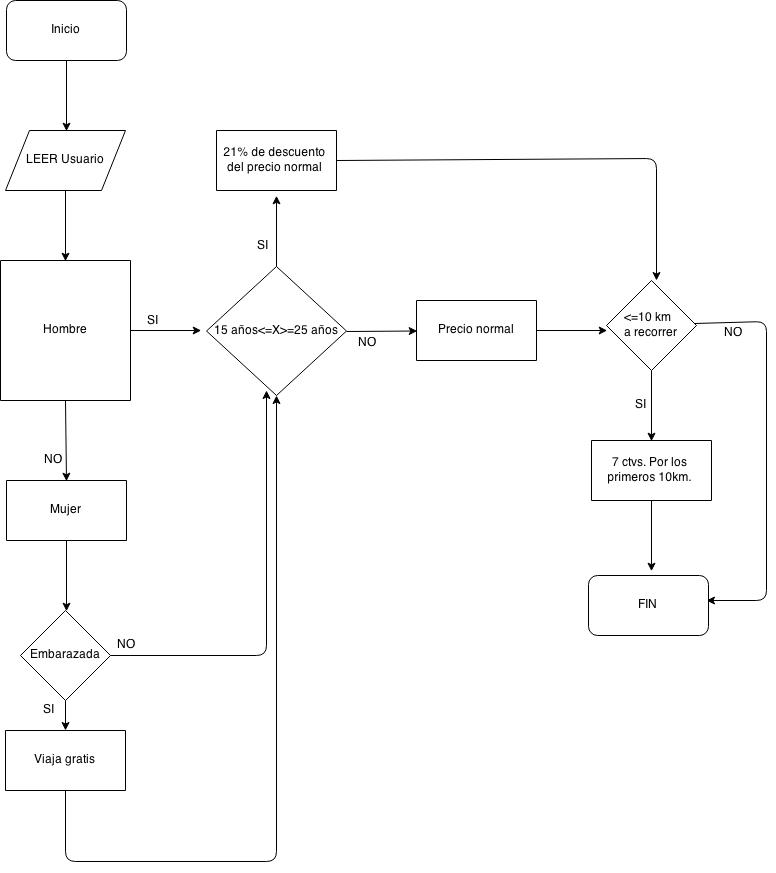 Inicio
LEER Usuario
21% de descuento
del precio normal
SI
Hombre
SI
15 años<=X>=25 años
NO
Precio normal
<=10 km
a recorrer
NO
SI
NO
7 ctvs. Por los
primeros 10km.
Mujer
FIN
Embarazada
NO
SI
Viaja gratis